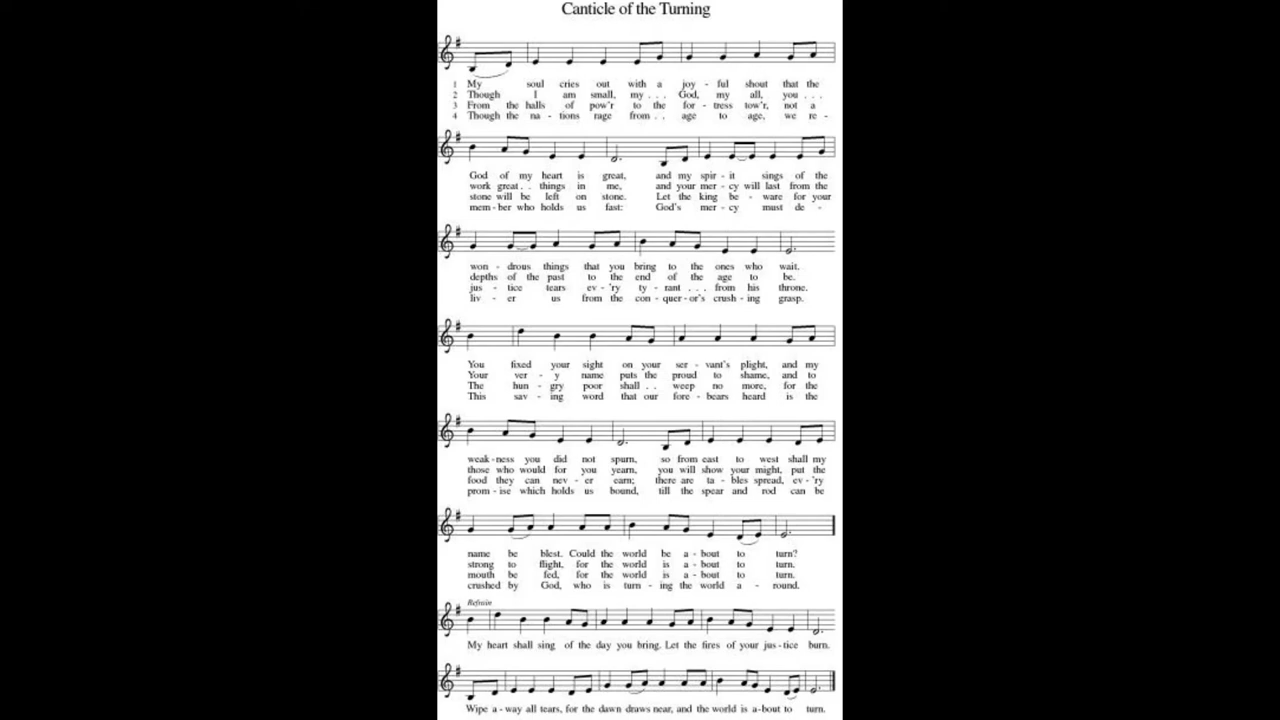 Canticle of the Turning
1 My soul cries out with a joy - ful shout that the
2 Though I am small, my . . . God, my all, you . . .
3 From the halls of pow'r to the for - tress tow'r, not a
4 Though the na - tions rage from . . age to age, we re -
God of my heart is great, and my spir - it sings of the
work great . . things in me, and your mer - cy will last from the
stone will be left on stone. Let the king be - ware for your
mem - ber who holds us fast: God's mer - cy must de -
won - drous things that you bring to the ones who wait.
depths of the past to the end of the age to be.
jus - tice tears ev - 'ry ty - rant . . . from his throne.
liv - er us from the con - quer - or's crush - ing grasp.
You fixed your sight on your ser - vant's plight, and my
Your ver - y name puts the proud to shame, and to
The hun - gry poor shall . . weep no more, for the
This sav - ing word that our fore - bears heard is the
weak - ness you did not spurn, so from east to west shall my
those who would for you yearn, you will show your might, put the
food they can nev - er earn; there are ta - bles spread, ev - 'ry
prom - ise which holds us bound, till the spear and rod can be
name be blest. Could the world be a - bout to turn?
strong to flight, for the world is a - bout to turn.
mouth be fed, for the world is a - bout to turn.
crushed by God, who is turn - ing the world a - round.
Refrain
My heart shall sing of the day you bring. Let the fires of your jus - tice burn.
Wipe a - way all tears, for the dawn draws near, and the world is a - bout to turn.